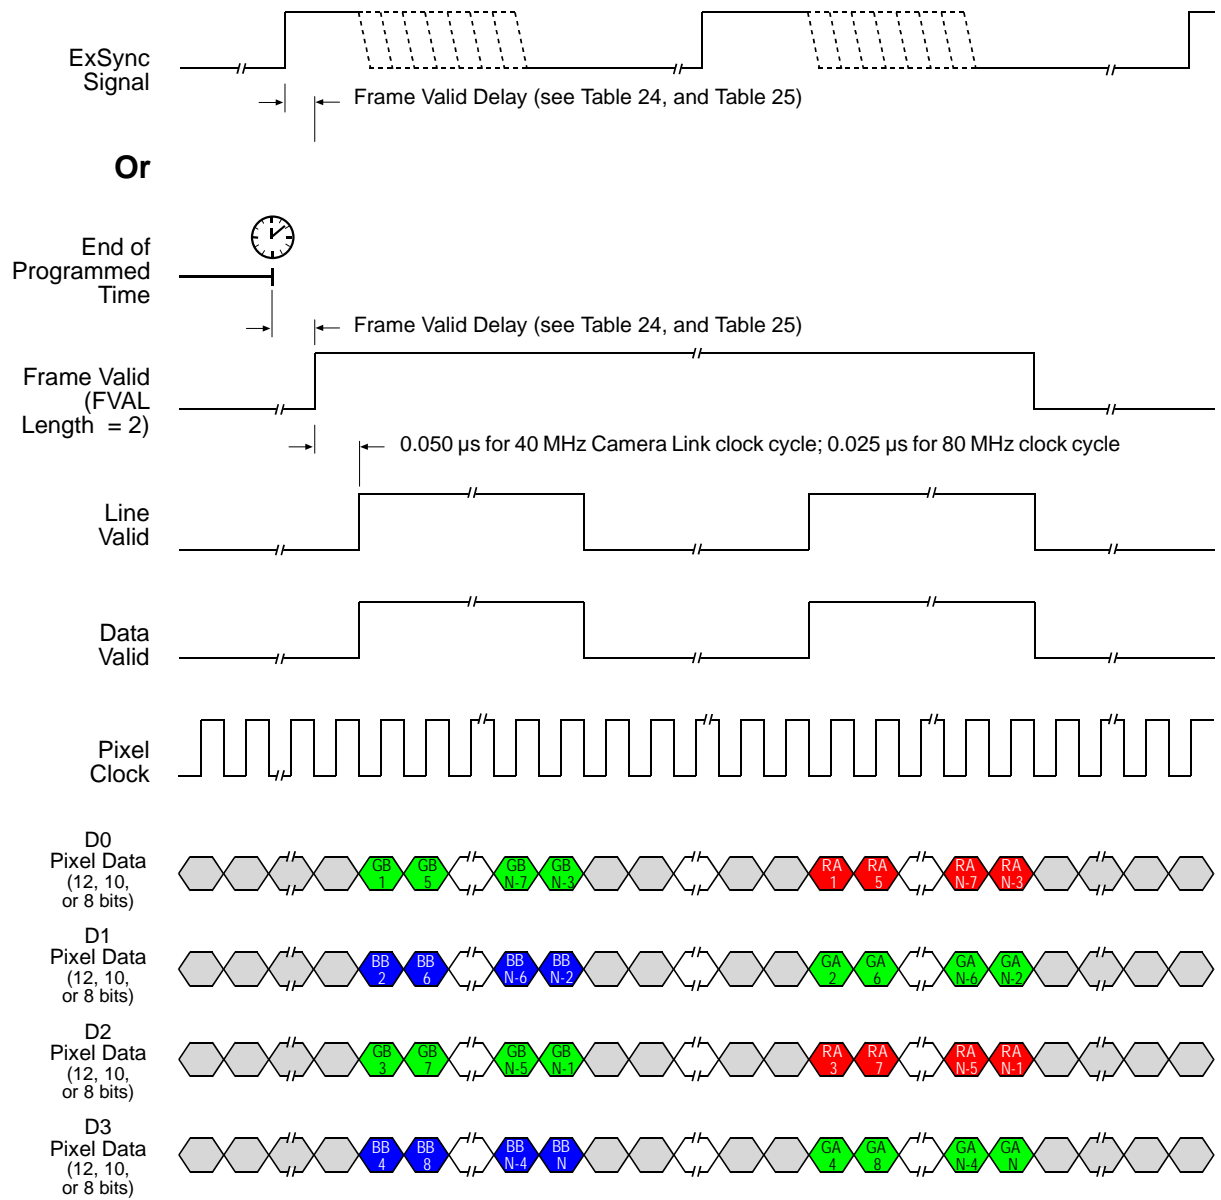 ExSync
Signal
Frame Valid Delay (see Table 24, and Table 25)
Or
End of
Programmed
Time
Frame Valid Delay (see Table 24, and Table 25)
Frame Valid
(FVAL
Length = 2)
0.050 µs for 40 MHz Camera Link clock cycle; 0.025 µs for 80 MHz clock cycle
Line
Valid
Data
Valid
Pixel
Clock
D0
Pixel Data
(12, 10,
or 8 bits)
GB GB GB GB RA RA RA RA
1 5 N-7 N-3 1 5 N-7 N-3
D1
Pixel Data
(12, 10,
or 8 bits)
BB BB BB BB GA GA GA GA
2 6 N-6 N-2 2 6 N-6 N-2
D2
Pixel Data
(12, 10,
or 8 bits)
GB GB GB GB RA RA RA RA
3 7 N-5 N-1 3 7 N-5 N-1
D3
Pixel Data
(12, 10,
or 8 bits)
BB BB BB BB GA GA GA GA
4 8 N-4 N 4 8 N-4 N